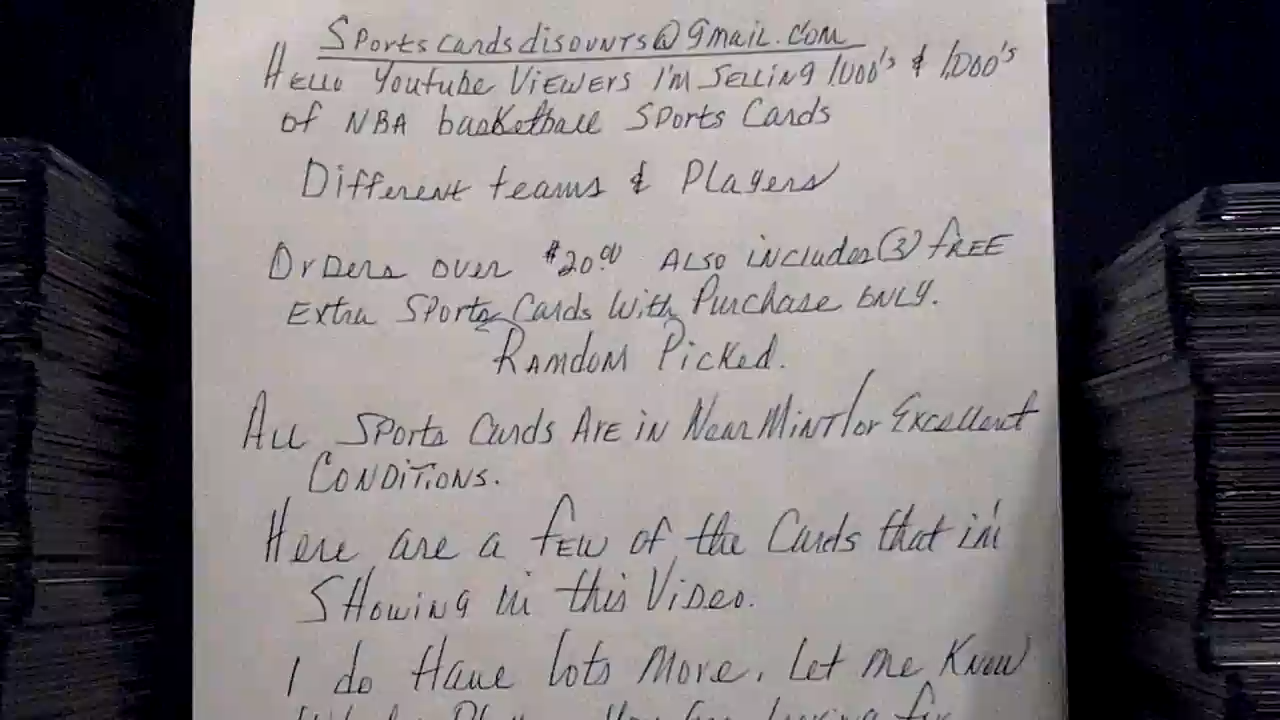 Sportscardsdisounts@gmail.com
Hello Youtube Viewers I'm Selling 1,000's & 1,000's
of NBA basketball Sports Cards
Different teams & Players
Orders over $20.00 Also includes (3) FREE
Extra Sports Cards With Purchase ONLY.
Random Picked.
All Sports Cards Are in Near Mint/or Excellent
Conditions.
Here are a few of the Cards that im
Showing in this Video.
I do Have lots More. Let me Know